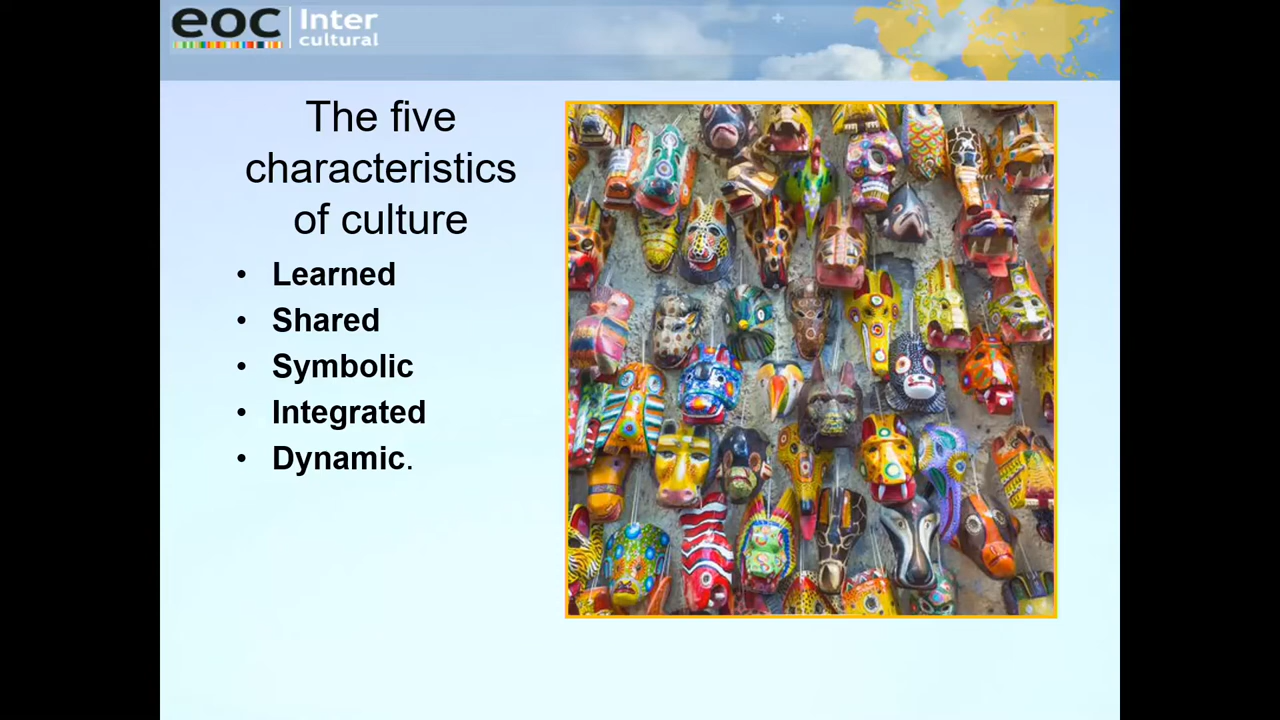 eoc Inter
cultural
The five
characteristics
of culture
• Learned
• Shared
• Symbolic
• Integrated
• Dynamic.